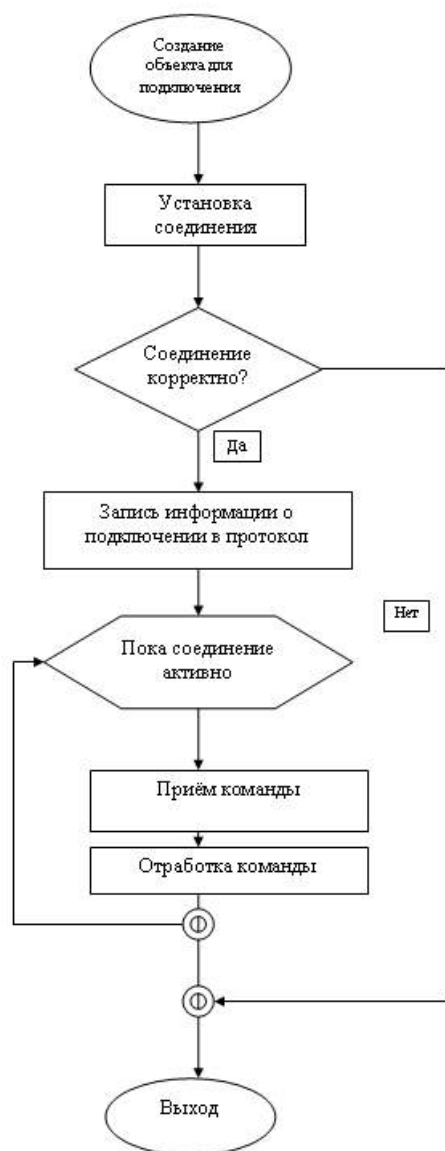 Создание
объекта для
подключения
Установка
соединения
Соединение
корректно?
Да
Запись информации о
подключении в протокол
Нет
Пока соединение
активно
Приём команды
Отработка команды
Выход